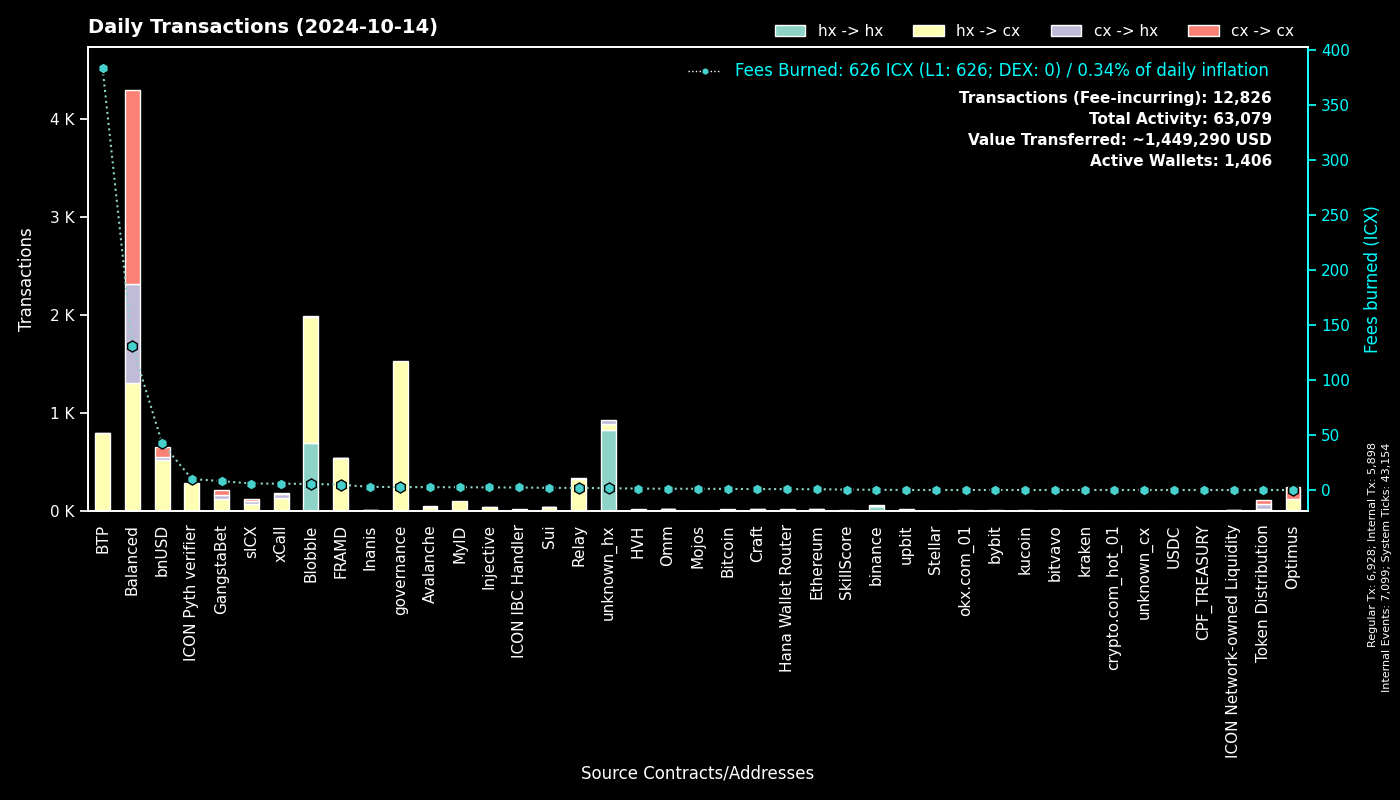 Daily Transactions (2024-10-14)
hx -> hx
hx -> cx
cx -> hx
cx -> cx
Fees Burned: 626 ICX (L1: 626; DEX: 0) / 0.34% of daily inflation
Transactions (Fee-incurring): 12,826
Total Activity: 63,079
Value Transferred: ~1,449,290 USD
Active Wallets: 1,406
Transactions
4 K
3 K
2 K
1 K
0 K
400
350
300
250
200
150
100
50
0
Fees burned (ICX)
BTP
Balanced
bnUSD
ICON Pyth verifier
GangstaBet
sICX
xCall
Blobble
FRAMD
Inanis
governance
Avalanche
MyID
Injective
ICON IBC Handler
Sui
Relay
unknown_hx
HVH
Omm
Mojos
Bitcoin
Craft
Hana Wallet Router
Ethereum
SkillScore
binance
upbit
Stellar
okx.com_01
bybit
kucoin
bitvavo
kraken
crypto.com_hot_01
unknown_cx
USDC
CPF_TREASURY
ICON Network-owned Liquidity
Token Distribution
Optimus
Source Contracts/Addresses
Regular Tx: 6,928; Internal Tx: 5,898
Internal Events: 7,099; System Ticks: 43,154